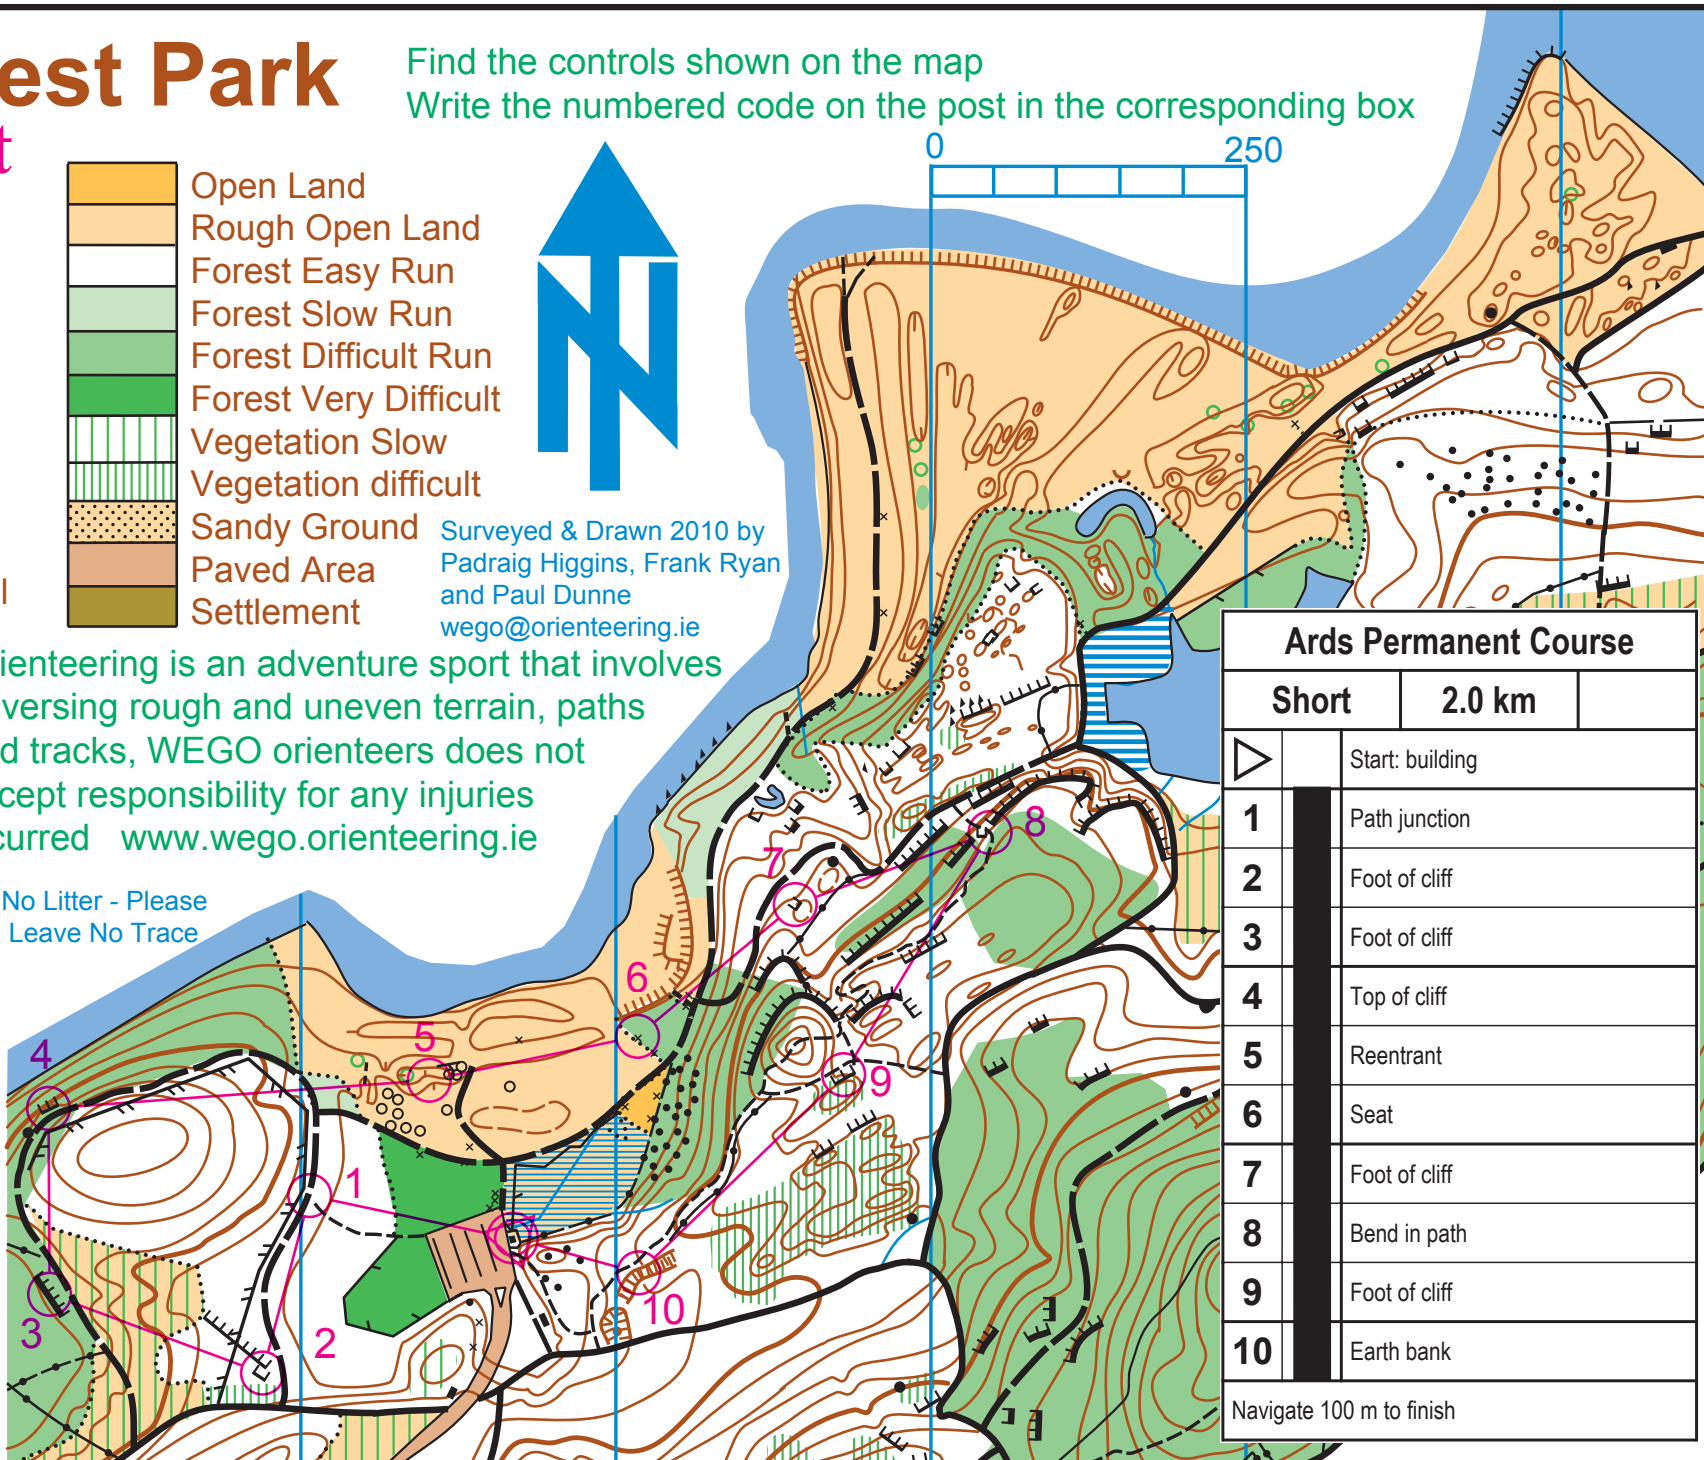 est Park
t
Find the controls shown on the map
Write the numbered code on the post in the corresponding box
0 250
Open Land
Rough Open Land
Forest Easy Run
Forest Slow Run
Forest Difficult Run
Forest Very Difficult
Vegetation Slow
Vegetation difficult
Sandy Ground
Paved Area
Settlement
l
N
Surveyed & Drawn 2010 by
Padraig Higgins, Frank Ryan
and Paul Dunne
wego@orienteering.ie
ienteering is an adventure sport that involves
versing rough and uneven terrain, paths
d tracks, WEGO orienteers does not
cept responsibility for any injuries
curred www.wego.orienteering.ie
No Litter - Please
Leave No Trace
8
7
6
5
4
9
1
10
3
2
Ards Permanent Course
Short 2.0 km
Start: building
1 Path junction
2 Foot of cliff
3 Foot of cliff
4 Top of cliff
5 Reentrant
6 Seat
7 Foot of cliff
8 Bend in path
9 Foot of cliff
10 Earth bank
Navigate 100 m to finish